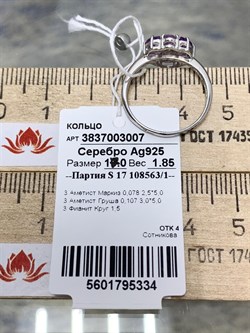 КОЛЬЦО
АРТ 3837003007
Серебро Ag925
Размер Вес 1.85
--Партия S 17 108563/1--
3 Аметист Маркиз 0,078 2,5*5,0
3 Аметист Груша 0,107 3,0*5,0
3 Фианит Круг 1,5
ОТК 4
Сотникова
5601795334
ГОСТ 17435
ГОСТ 17435